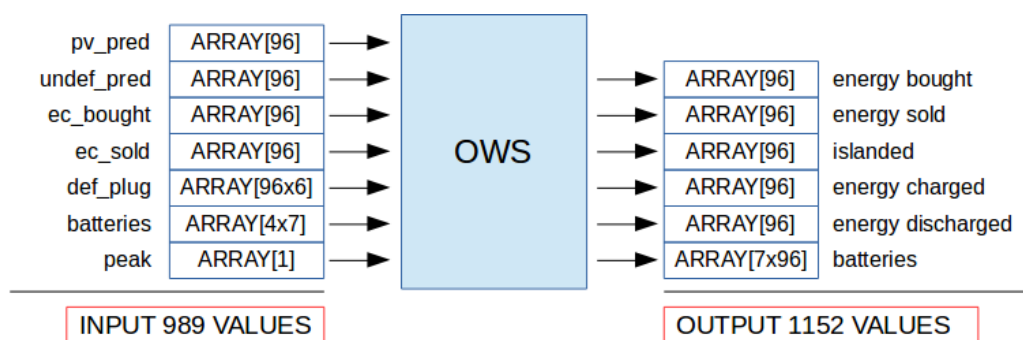 pv_pred ARRAY[96]
undef_pred ARRAY[96]
ec_bought ARRAY[96]
ec_sold ARRAY[96]
def_plug ARRAY[96x6]
batteries ARRAY[4x7]
peak ARRAY[1]
INPUT 989 VALUES
OWS
ARRAY[96] energy bought
ARRAY[96] energy sold
ARRAY[96] islanded
ARRAY[96] energy charged
ARRAY[96] energy discharged
ARRAY[7x96] batteries
OUTPUT 1152 VALUES